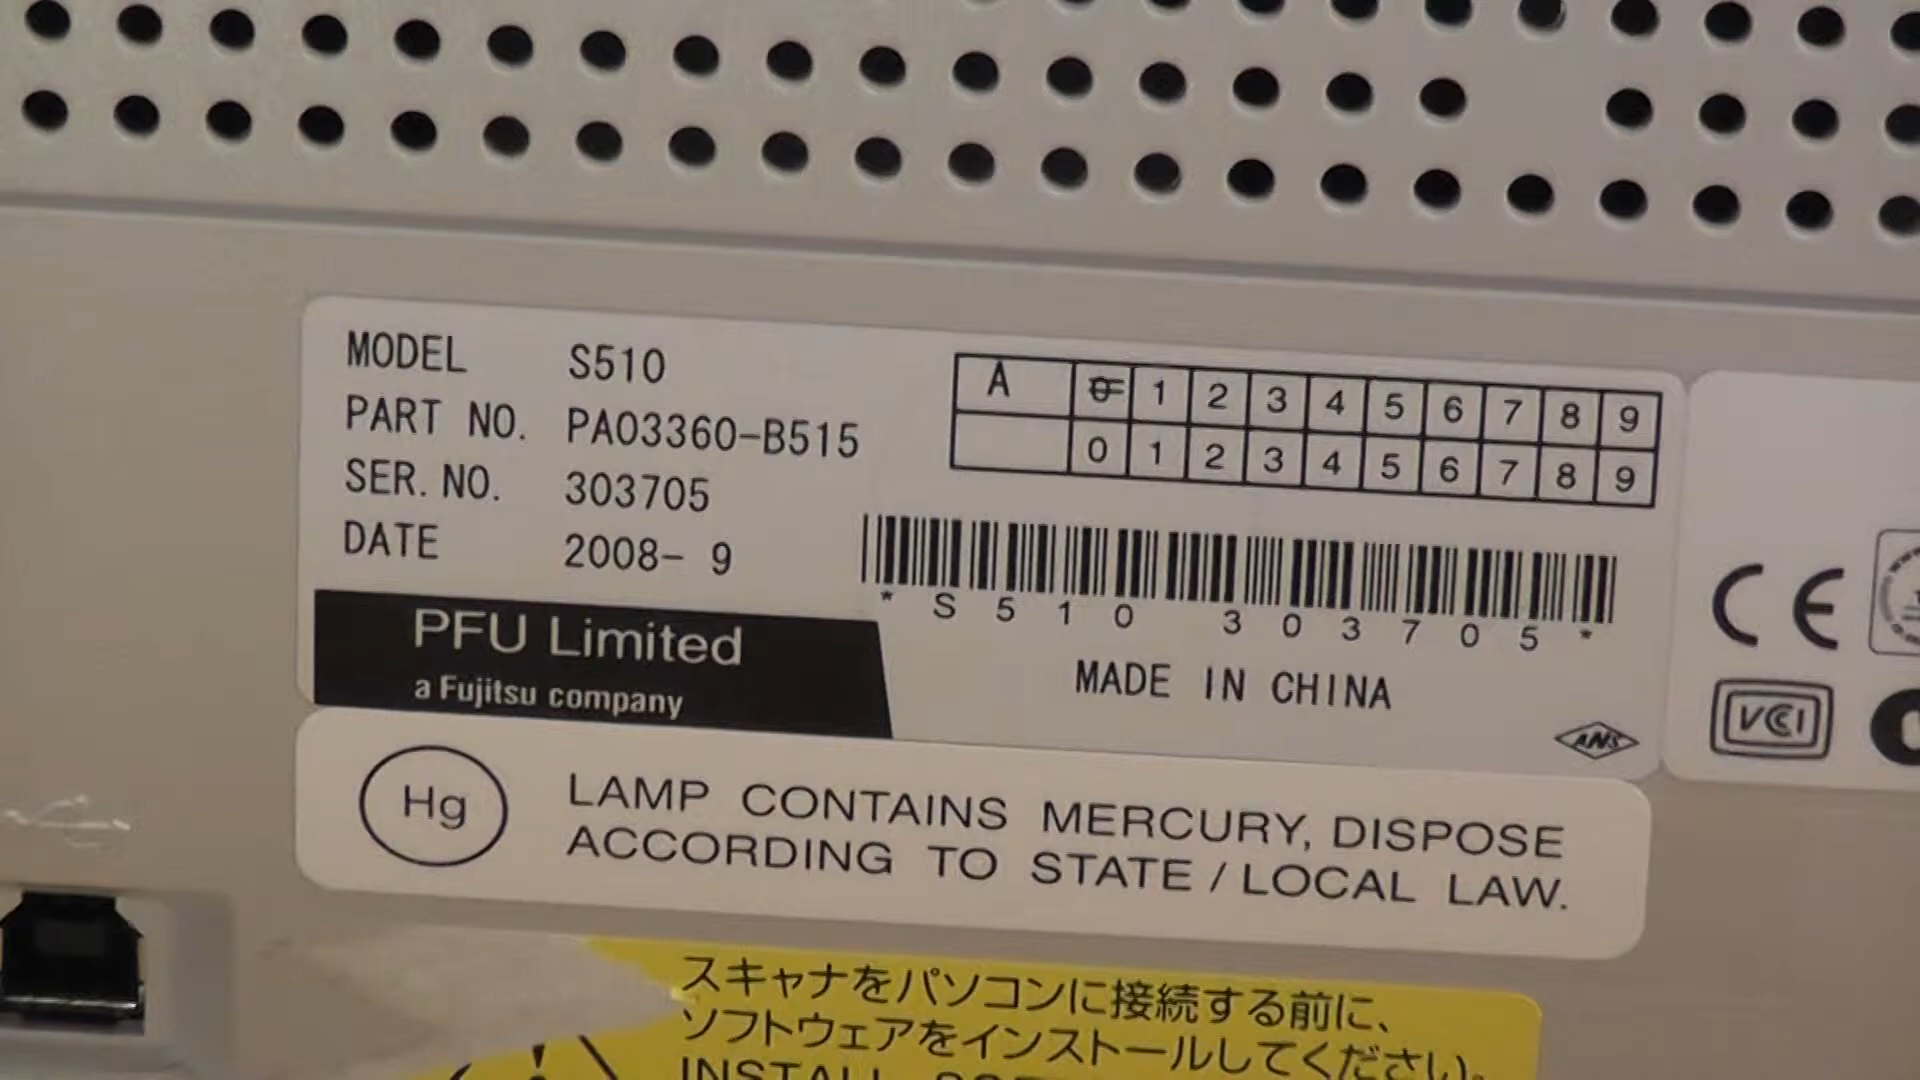 MODEL S510
PART NO. PA03360-B515
SER. NO. 303705
DATE 2008- 9
A 0 1 2 3 4 5 6 7 8 9
0 1 2 3 4 5 6 7 8 9
*S510 303705*
MADE IN CHINA
PFU Limited
a Fujitsu company
ANS
CE
VCI
Hg
LAMP CONTAINS MERCURY, DISPOSE
ACCORDING TO STATE / LOCAL LAW.
スキャナをパソコンに接続する前に、
ソフトウェアをインストールしてください。
INSTALL